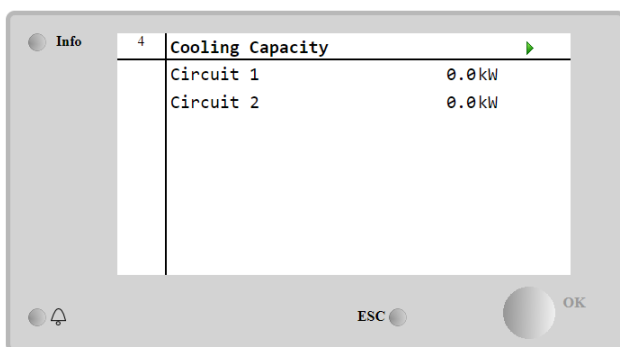 Info
4 Cooling Capacity
Circuit 1 0.0kW
Circuit 2 0.0kW
ESC
OK